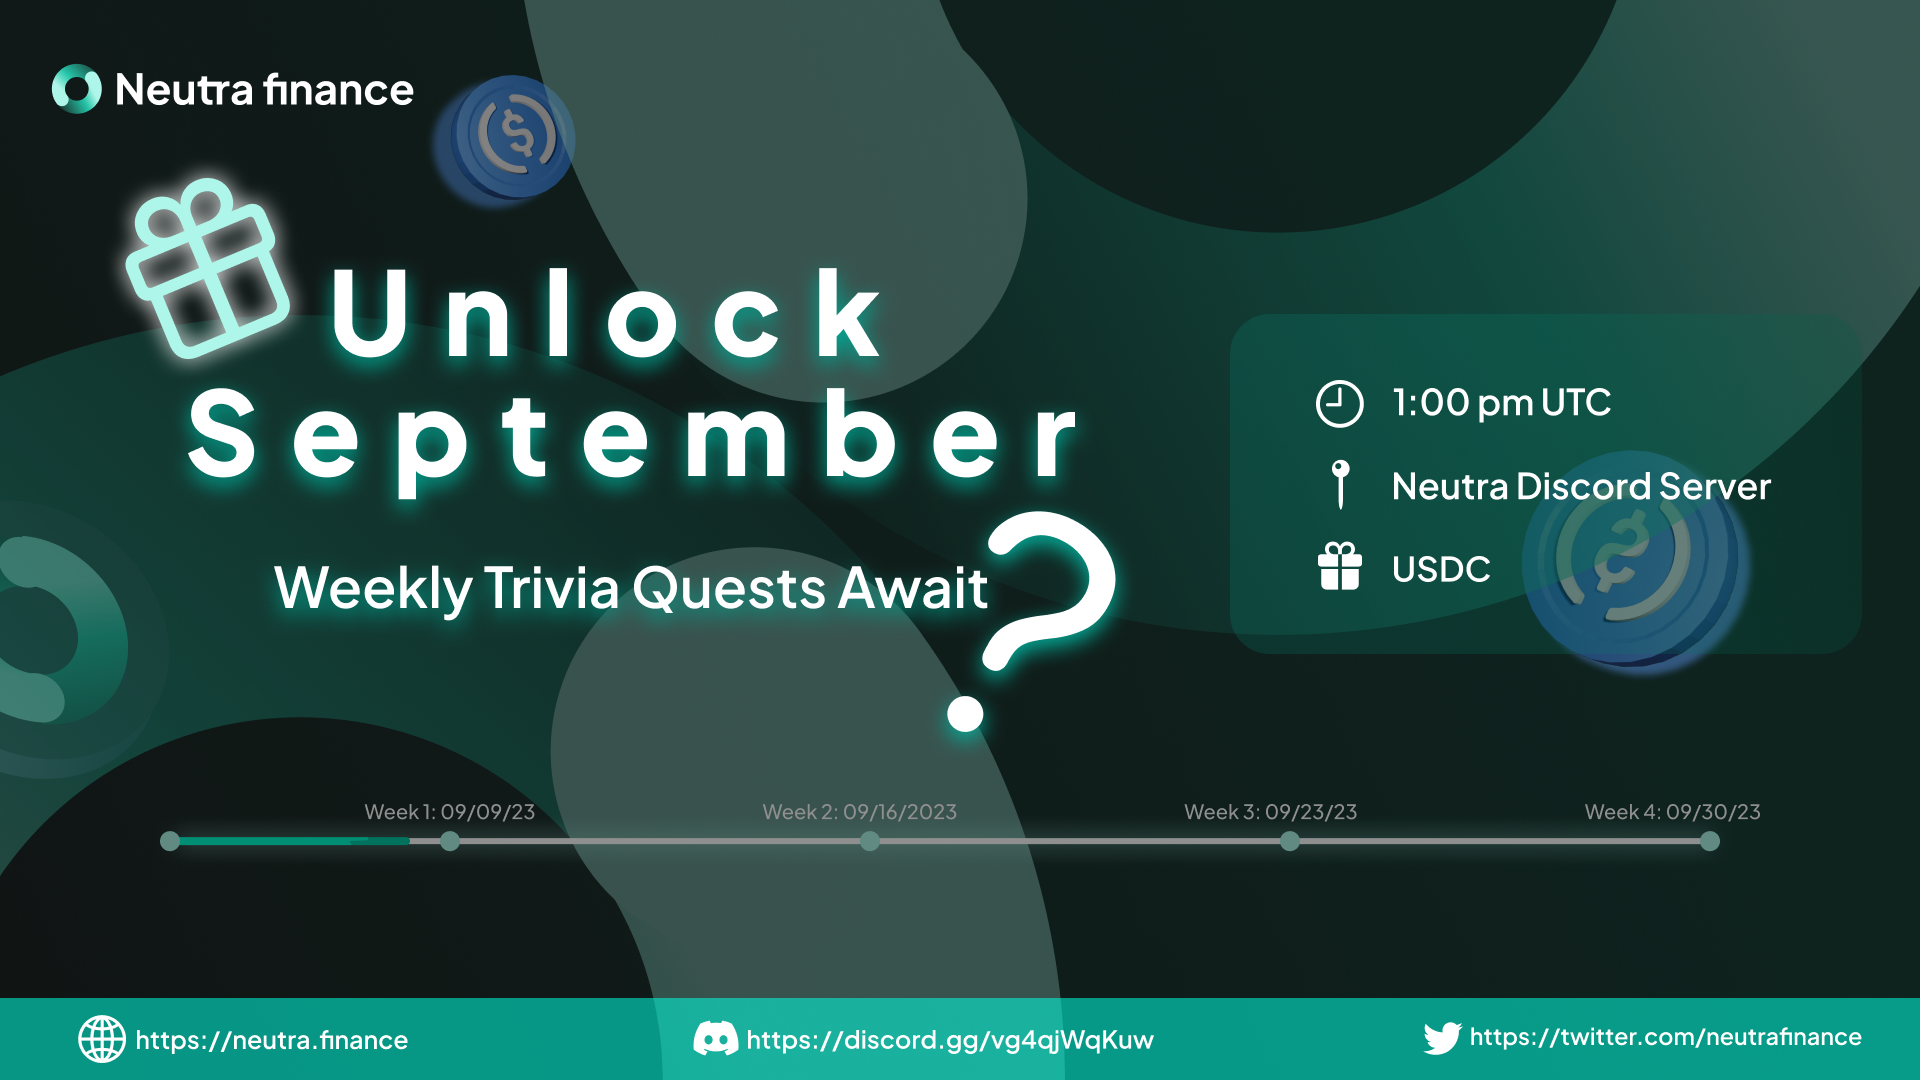 Neutra finance
Unlock
September
Weekly Trivia Quests Await?
1:00 pm UTC
Neutra Discord Server
USDC
Week 1: 09/09/23
Week 2: 09/16/2023
Week 3: 09/23/23
Week 4: 09/30/23
https://neutra.finance
https://discord.gg/vg4qjWqKuw
https://twitter.com/neutrafinance